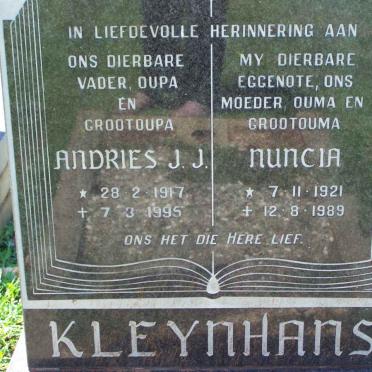 IN LIEFDEVOLLE HERINNERING AAN
ONS DIERBARE
VADER, OUPA
EN
GROOTOUPA
ANDRIES J. J.
* 28 · 2 · 1917
+ 7 · 3 · 1995
MY DIERBARE
EGGENOTE, ONS
MOEDER, OUMA EN
GROOTOUMA
NUNCIA
* 7 · 11 · 1921
+ 12 · 8 · 1989
ONS HET DIE HERE LIEF.
KLEYNHANS